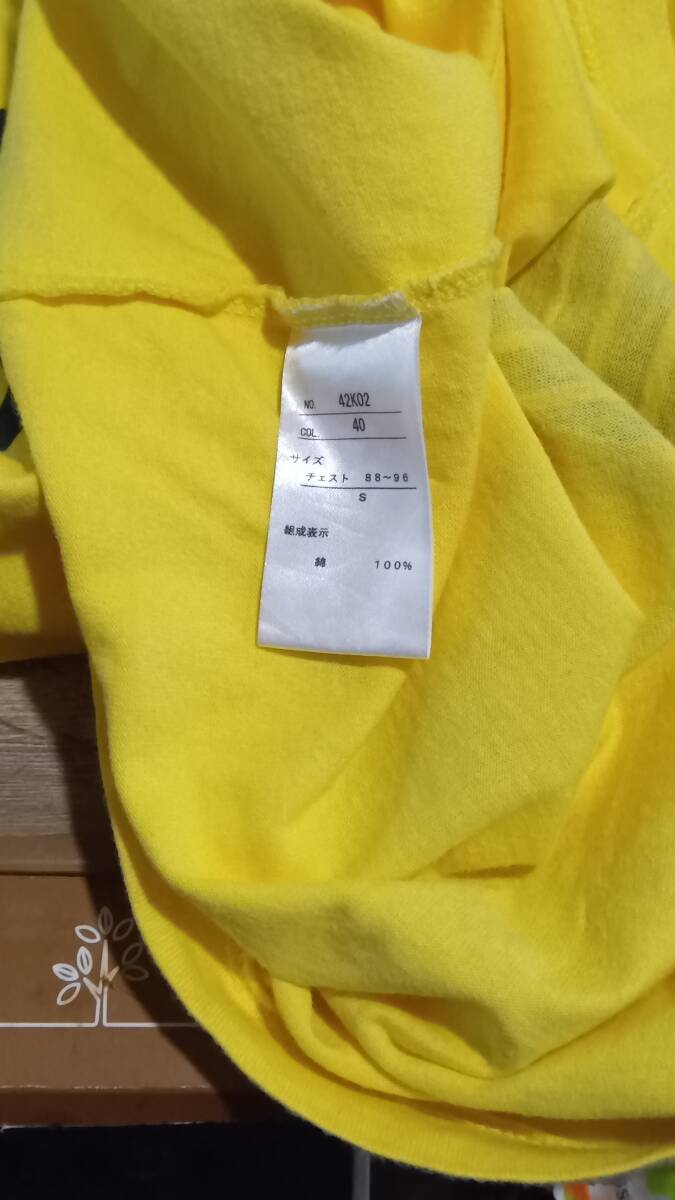 NO. 42K02
COL. 40
サイズ
チェスト 88~96
S
組成表示
綿 100%